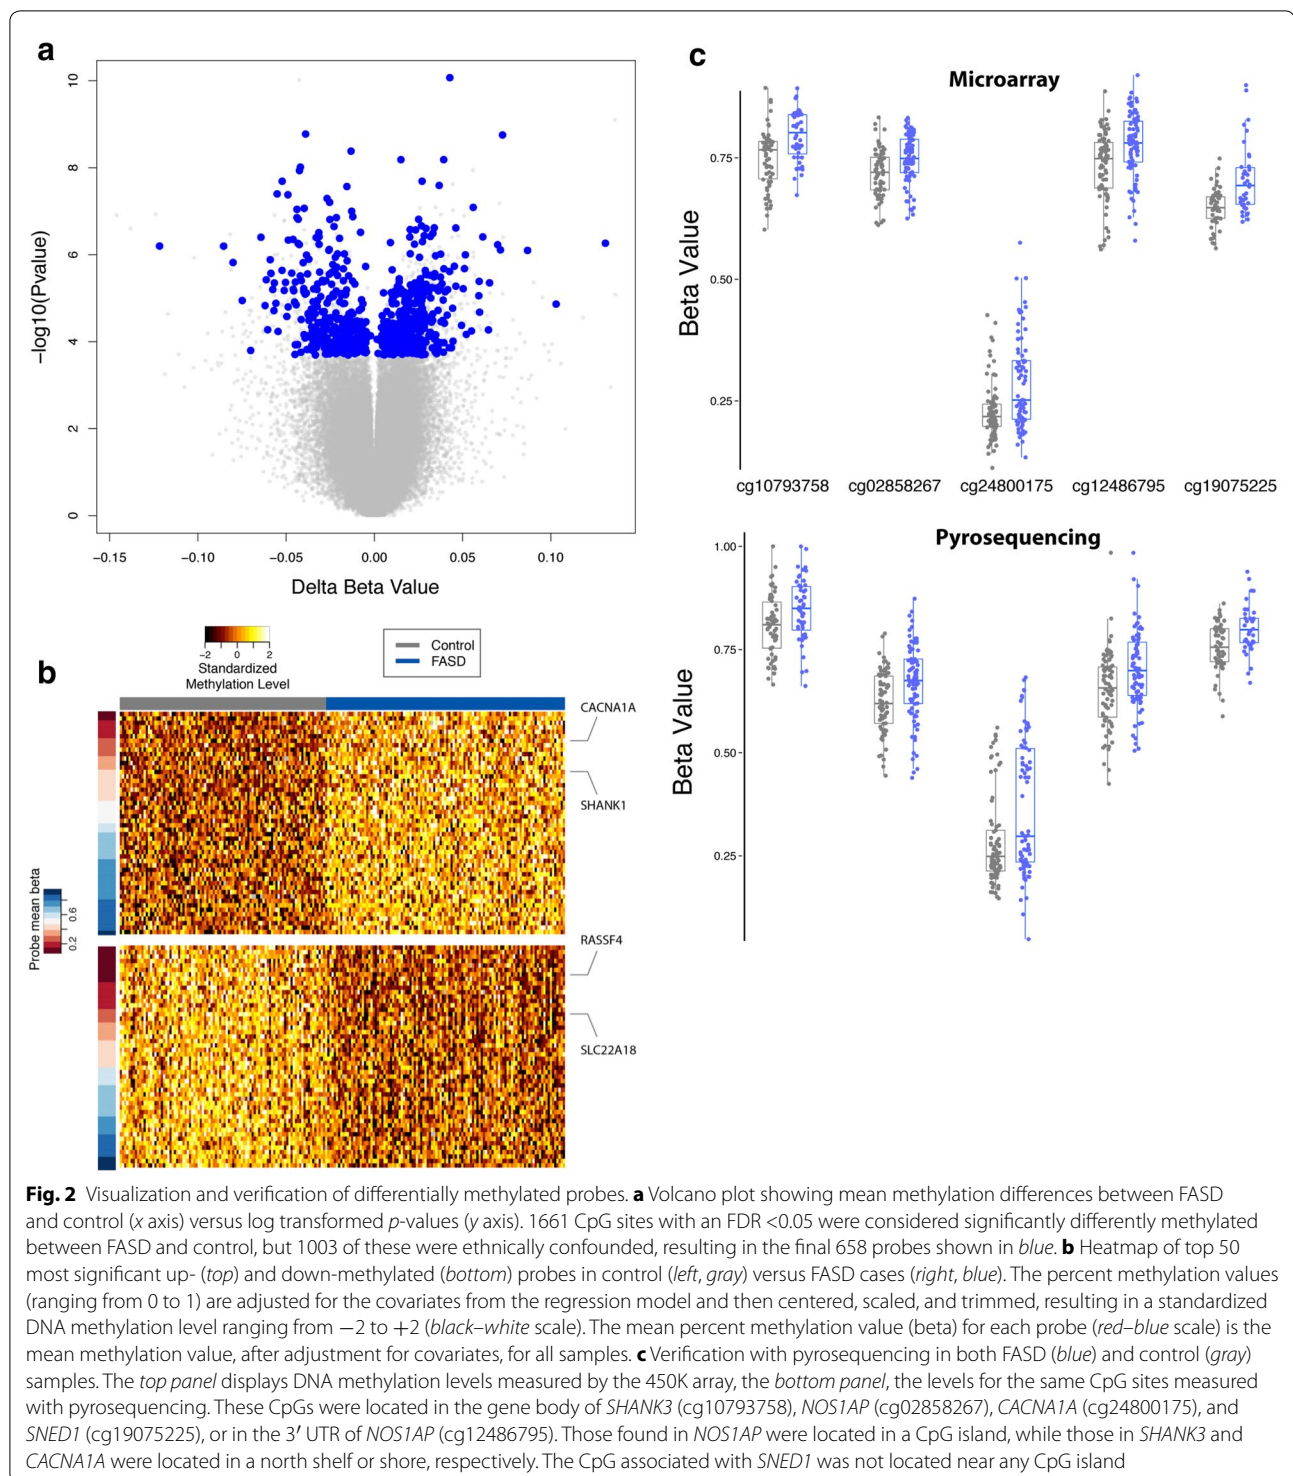 a
10
8
6
4
2
0
−log10(Pvalue)
−0.15 −0.10 −0.05 0.00 0.05 0.10
Delta Beta Value
c
Microarray
0.75
0.50
0.25
Beta Value
cg10793758 cg02858267 cg24800175 cg12486795 cg19075225
Pyrosequencing
1.00
0.75
0.50
0.25
Beta Value
b
−2 0 2
Standardized
Methylation Level
Control
FASD
CACNA1A
SHANK1
RASSF4
SLC22A18
Probe mean beta
0.2 0.6
Fig. 2 Visualization and verification of differentially methylated probes. a Volcano plot showing mean methylation differences between FASD
and control (x axis) versus log transformed p-values (y axis). 1661 CpG sites with an FDR <0.05 were considered significantly differently methylated
between FASD and control, but 1003 of these were ethnically confounded, resulting in the final 658 probes shown in blue. b Heatmap of top 50
most significant up- (top) and down-methylated (bottom) probes in control (left, gray) versus FASD cases (right, blue). The percent methylation values
(ranging from 0 to 1) are adjusted for the covariates from the regression model and then centered, scaled, and trimmed, resulting in a standardized
DNA methylation level ranging from −2 to +2 (black–white scale). The mean percent methylation value (beta) for each probe (red–blue scale) is the
mean methylation value, after adjustment for covariates, for all samples. c Verification with pyrosequencing in both FASD (blue) and control (gray)
samples. The top panel displays DNA methylation levels measured by the 450K array, the bottom panel, the levels for the same CpG sites measured
with pyrosequencing. These CpGs were located in the gene body of SHANK3 (cg10793758), NOS1AP (cg02858267), CACNA1A (cg24800175), and
SNED1 (cg19075225), or in the 3′ UTR of NOS1AP (cg12486795). Those found in NOS1AP were located in a CpG island, while those in SHANK3 and
CACNA1A were located in a north shelf or shore, respectively. The CpG associated with SNED1 was not located near any CpG island